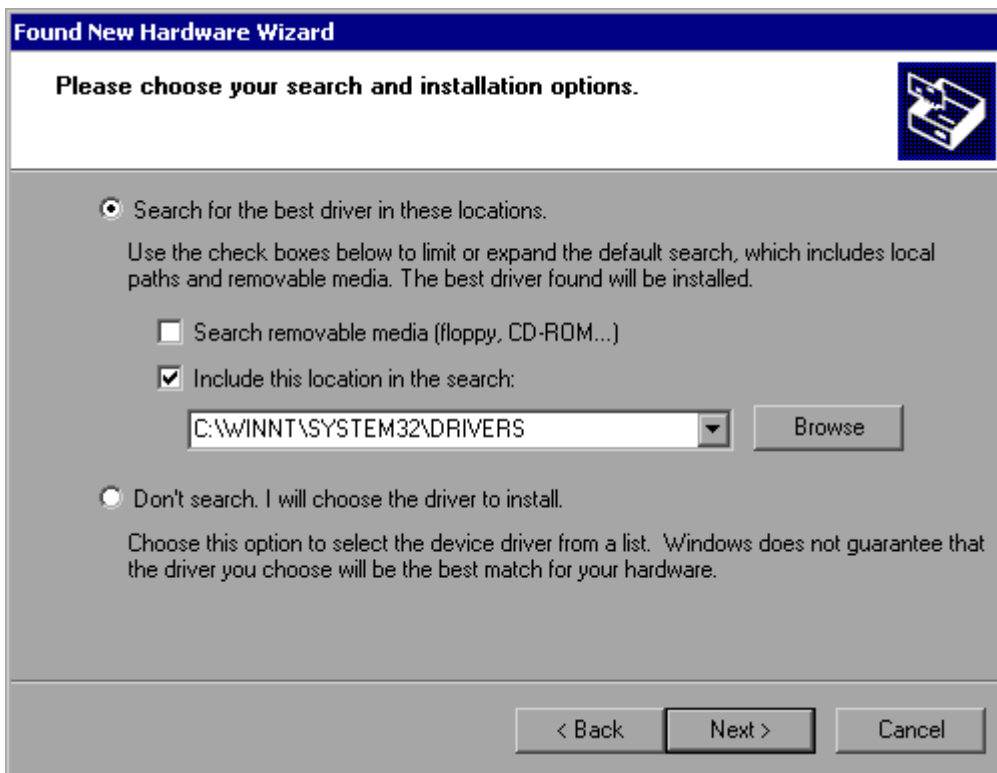 Found New Hardware Wizard
Please choose your search and installation options.
Search for the best driver in these locations.
Use the check boxes below to limit or expand the default search, which includes local
paths and removable media. The best driver found will be installed.
Search removable media (floppy, CD-ROM...)
Include this location in the search:
C:\WINNT\SYSTEM32\DRIVERS
Browse
Don't search. I will choose the driver to install.
Choose this option to select the device driver from a list.  Windows does not guarantee that
the driver you choose will be the best match for your hardware.
< Back
Next >
Cancel